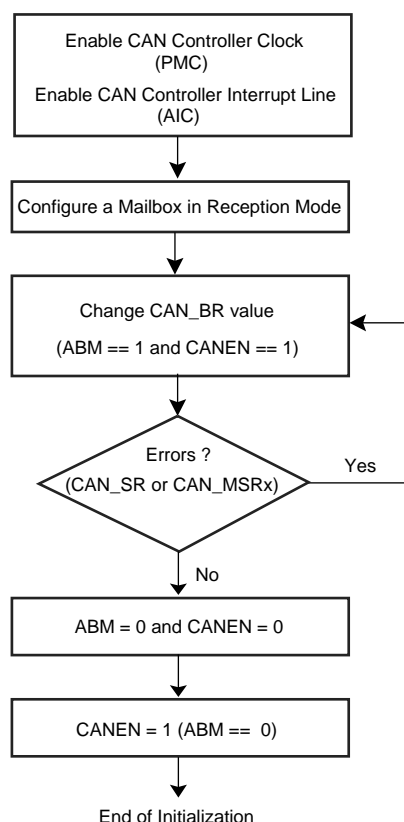 Enable CAN Controller Clock
(PMC)
Enable CAN Controller Interrupt Line
(AIC)
Configure a Mailbox in Reception Mode
Change CAN_BR value
(ABM == 1 and CANEN == 1)
Errors ?
(CAN_SR or CAN_MSRx)
Yes
No
ABM = 0 and CANEN = 0
CANEN = 1 (ABM == 0)
End of Initialization